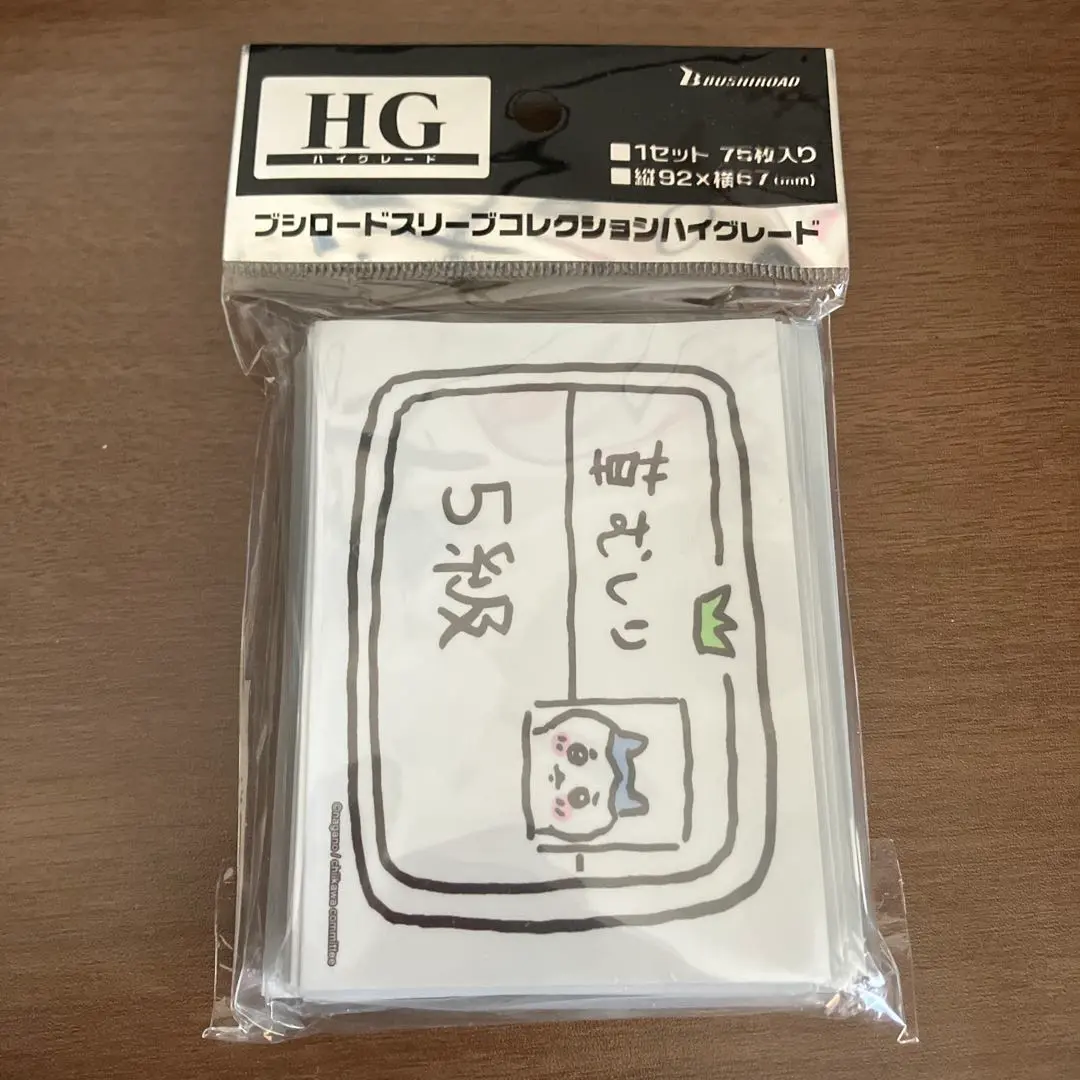 HG
ハイグレード
BUSHIROAD
■1セット 75枚入り
■縦92×横67(mm)
ブシロードスリーブコレクションハイグレード
草むしり
5級
©nagano / chiikawa committee